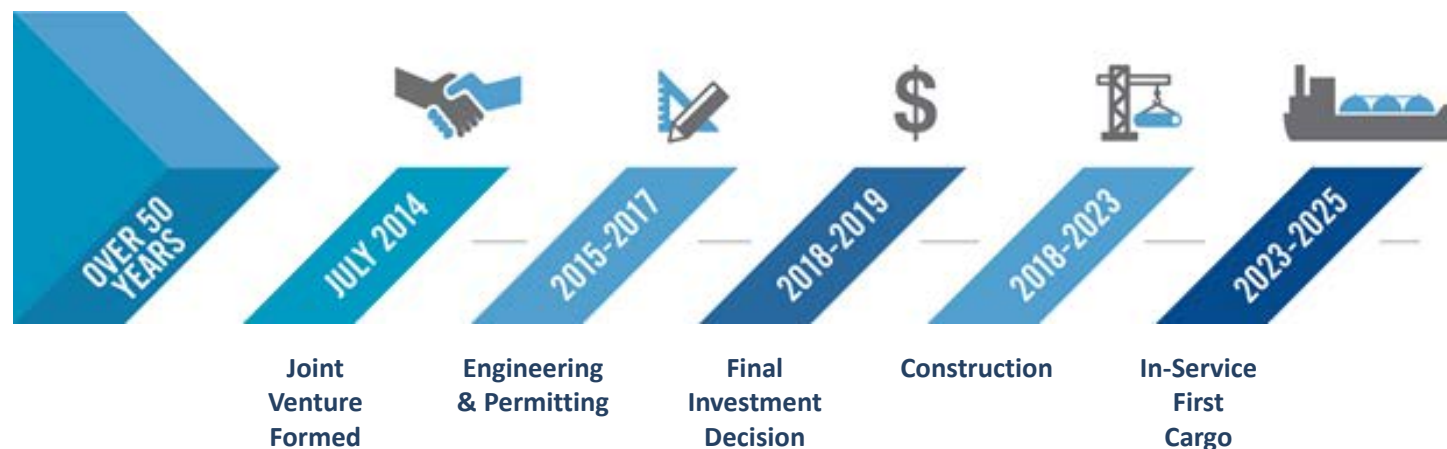 OVER 50
YEARS
JULY 2014
2015-2017
$
2018-2019
2018-2023
2023-2025
Joint
Venture
Formed
Engineering
& Permitting
Final
Investment
Decision
Construction
In-Service
First
Cargo